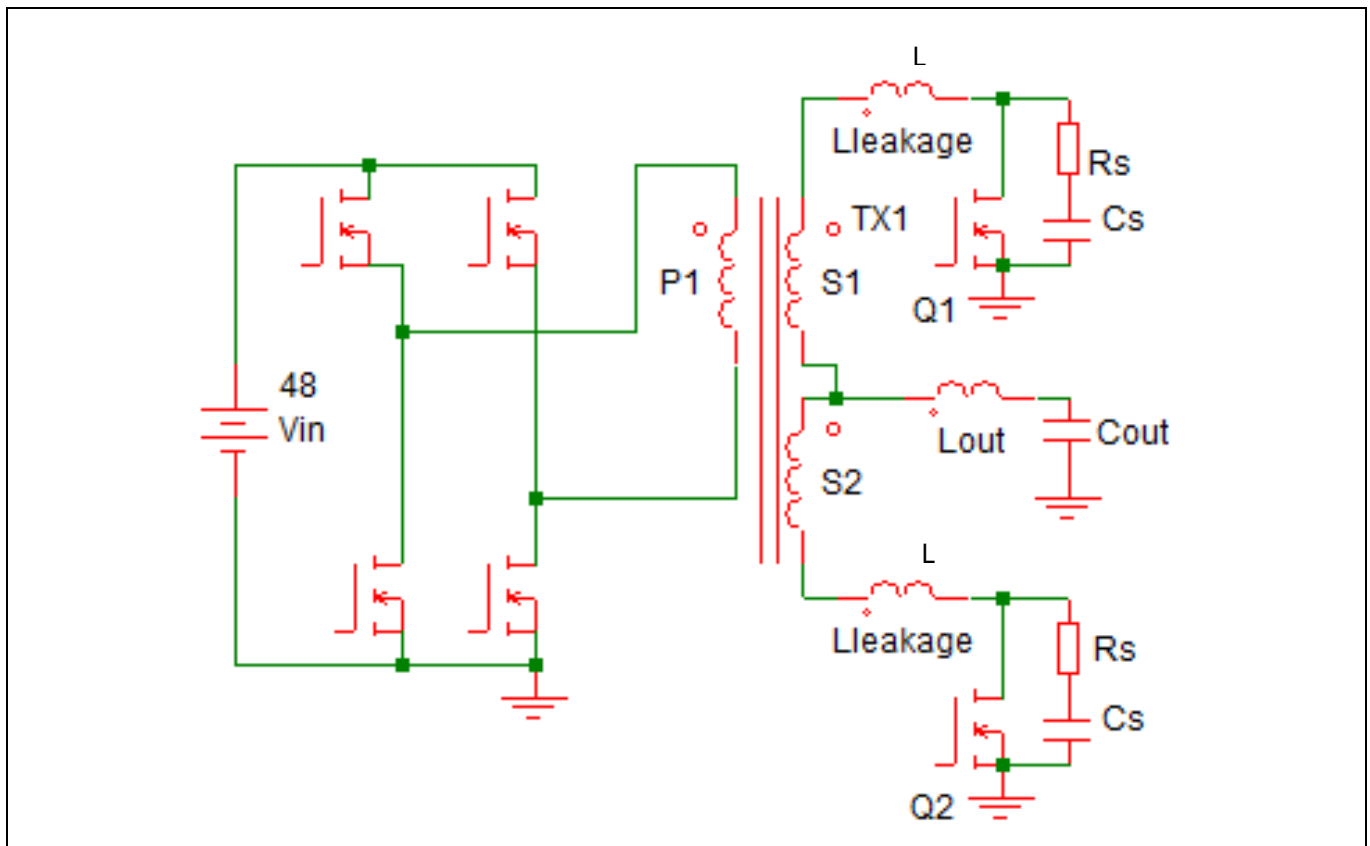 L
Lleakage
Rs
TX1
Cs
P1
S1
Q1
48
Vin
Lout
Cout
S2
L
Lleakage
Rs
Cs
Q2